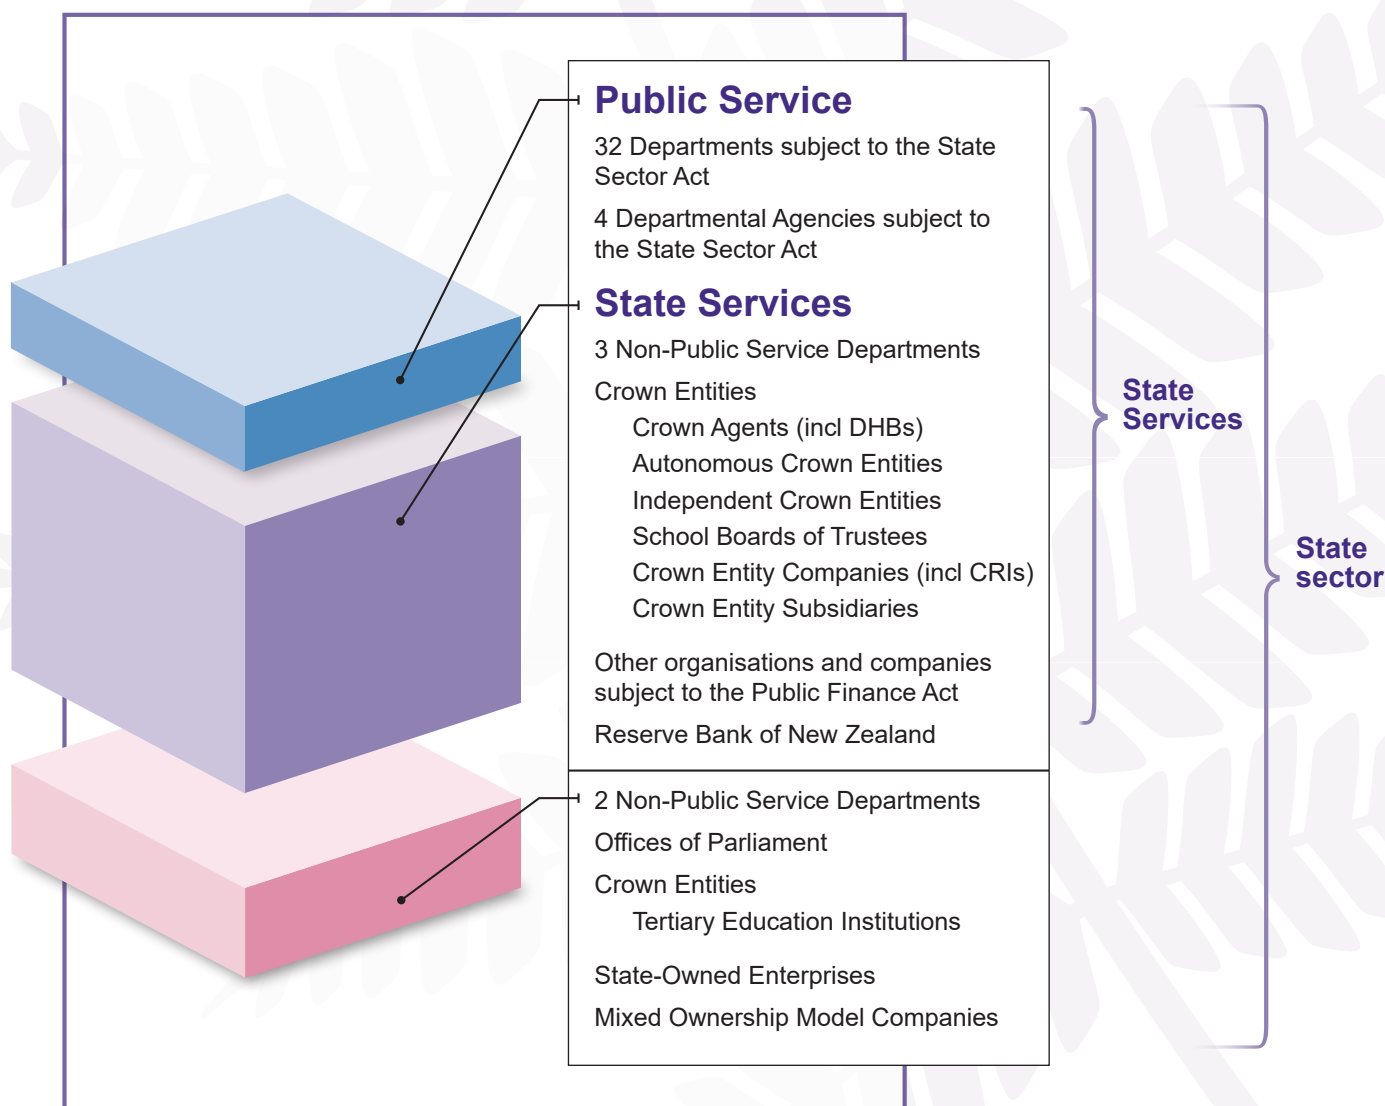 Public Service
32 Departments subject to the State
Sector Act
4 Departmental Agencies subject to
the State Sector Act
State Services
3 Non-Public Service Departments
Crown Entities
Crown Agents (incl DHBs)
Autonomous Crown Entities
Independent Crown Entities
School Boards of Trustees
Crown Entity Companies (incl CRIs)
Crown Entity Subsidiaries
Other organisations and companies
subject to the Public Finance Act
Reserve Bank of New Zealand
2 Non-Public Service Departments
Offices of Parliament
Crown Entities
Tertiary Education Institutions
State-Owned Enterprises
Mixed Ownership Model Companies
State
Services
State
sector